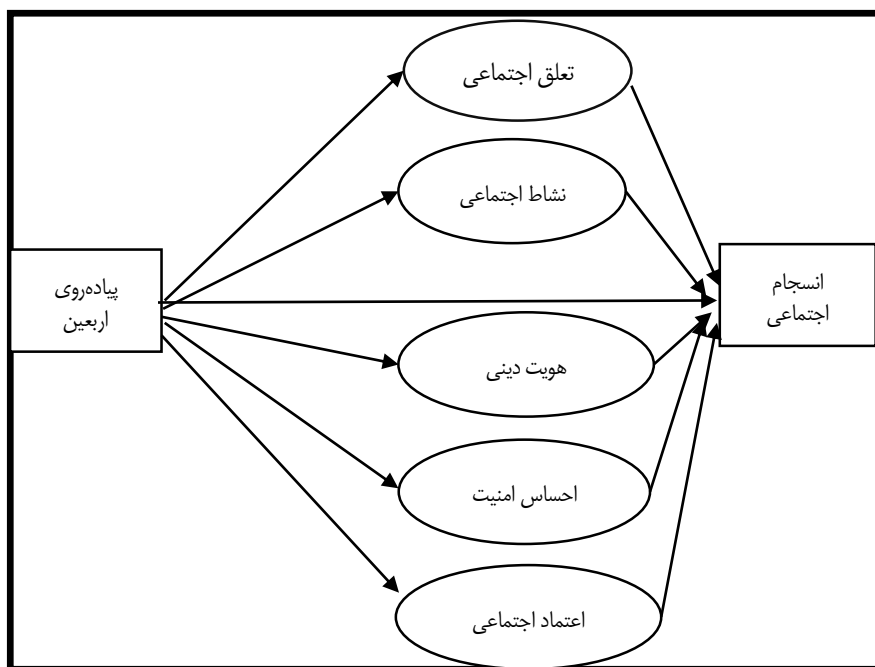 تعلق اجتماعی
نشاط اجتماعی
پیاده‌روی
اربعین
انسجام
اجتماعی
هویت دینی
احساس امنیت
اعتماد اجتماعی